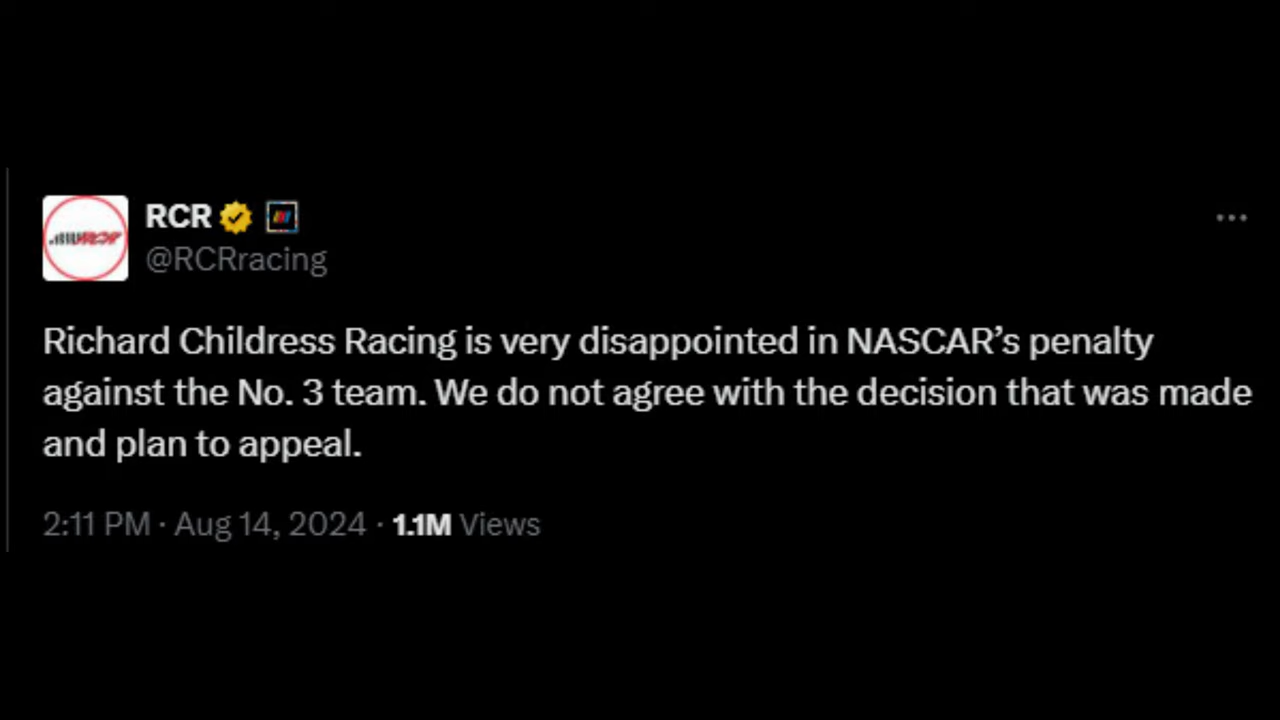 RCR
@RCRracing
Richard Childress Racing is very disappointed in NASCAR’s penalty
against the No. 3 team. We do not agree with the decision that was made
and plan to appeal.
2:11 PM · Aug 14, 2024 · 1.1M Views